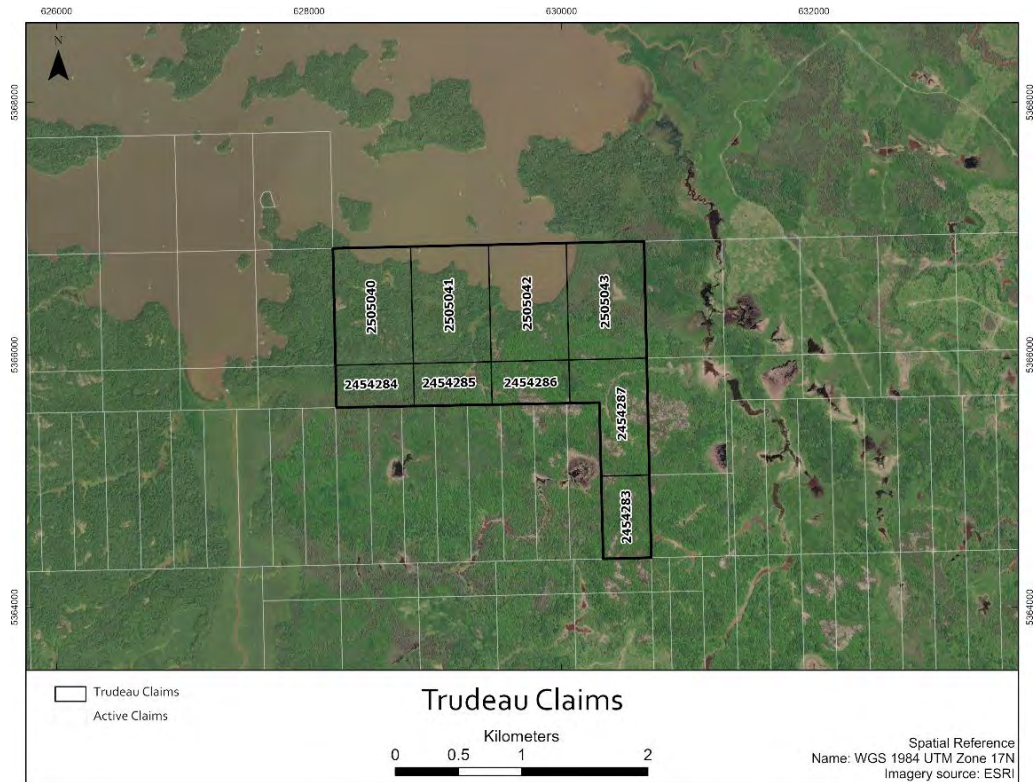 626000
628000
630000
632000
N
5368000
5368000
2505040
2505041
2505042
2505043
5366000
5366000
2454284
2454285
2454286
2454287
2454283
5364000
5364000
Trudeau Claims
Active Claims
Trudeau Claims
Kilometers
0 0.5 1 2
Spatial Reference
Name: WGS 1984 UTM Zone 17N
Imagery source: ESRI